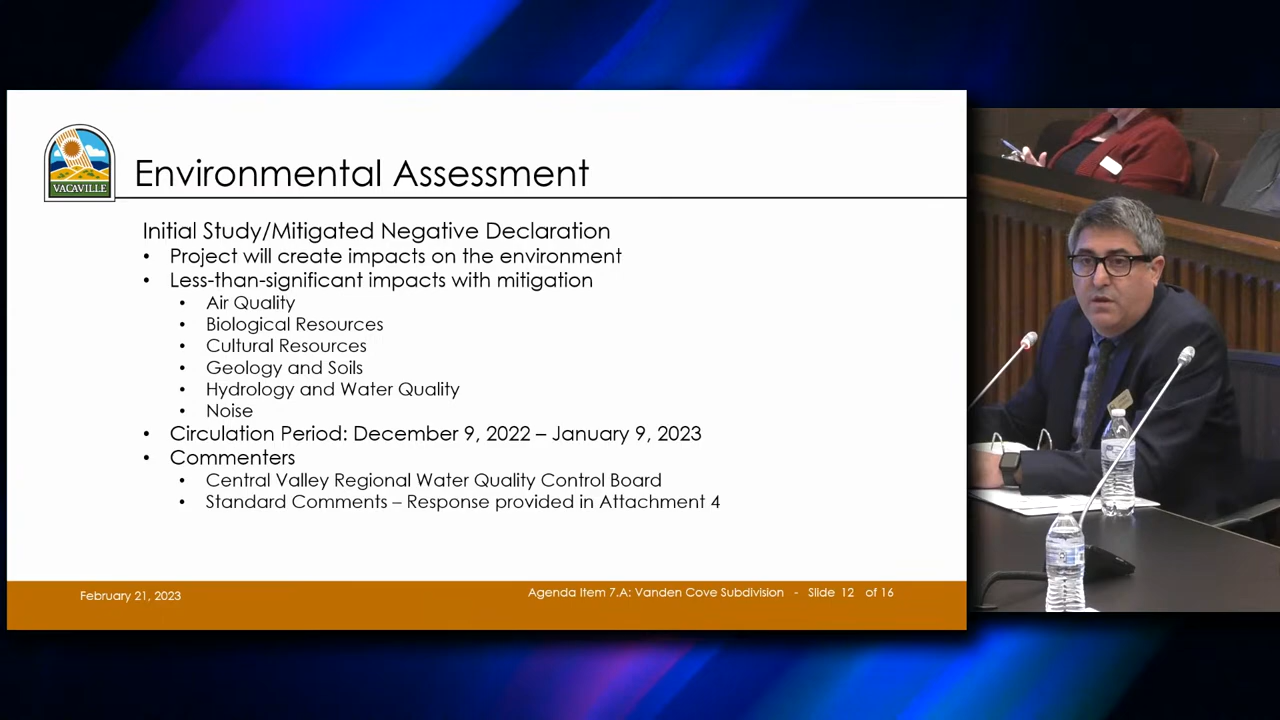 VACAVILLE
Environmental Assessment
Initial Study/Mitigated Negative Declaration
• Project will create impacts on the environment
• Less-than-significant impacts with mitigation
• Air Quality
• Biological Resources
• Cultural Resources
• Geology and Soils
• Hydrology and Water Quality
• Noise
• Circulation Period: December 9, 2022 – January 9, 2023
• Commenters
• Central Valley Regional Water Quality Control Board
• Standard Comments – Response provided in Attachment 4
February 21, 2023
Agenda Item 7.A: Vanden Cove Subdivision - Slide 12 of 16